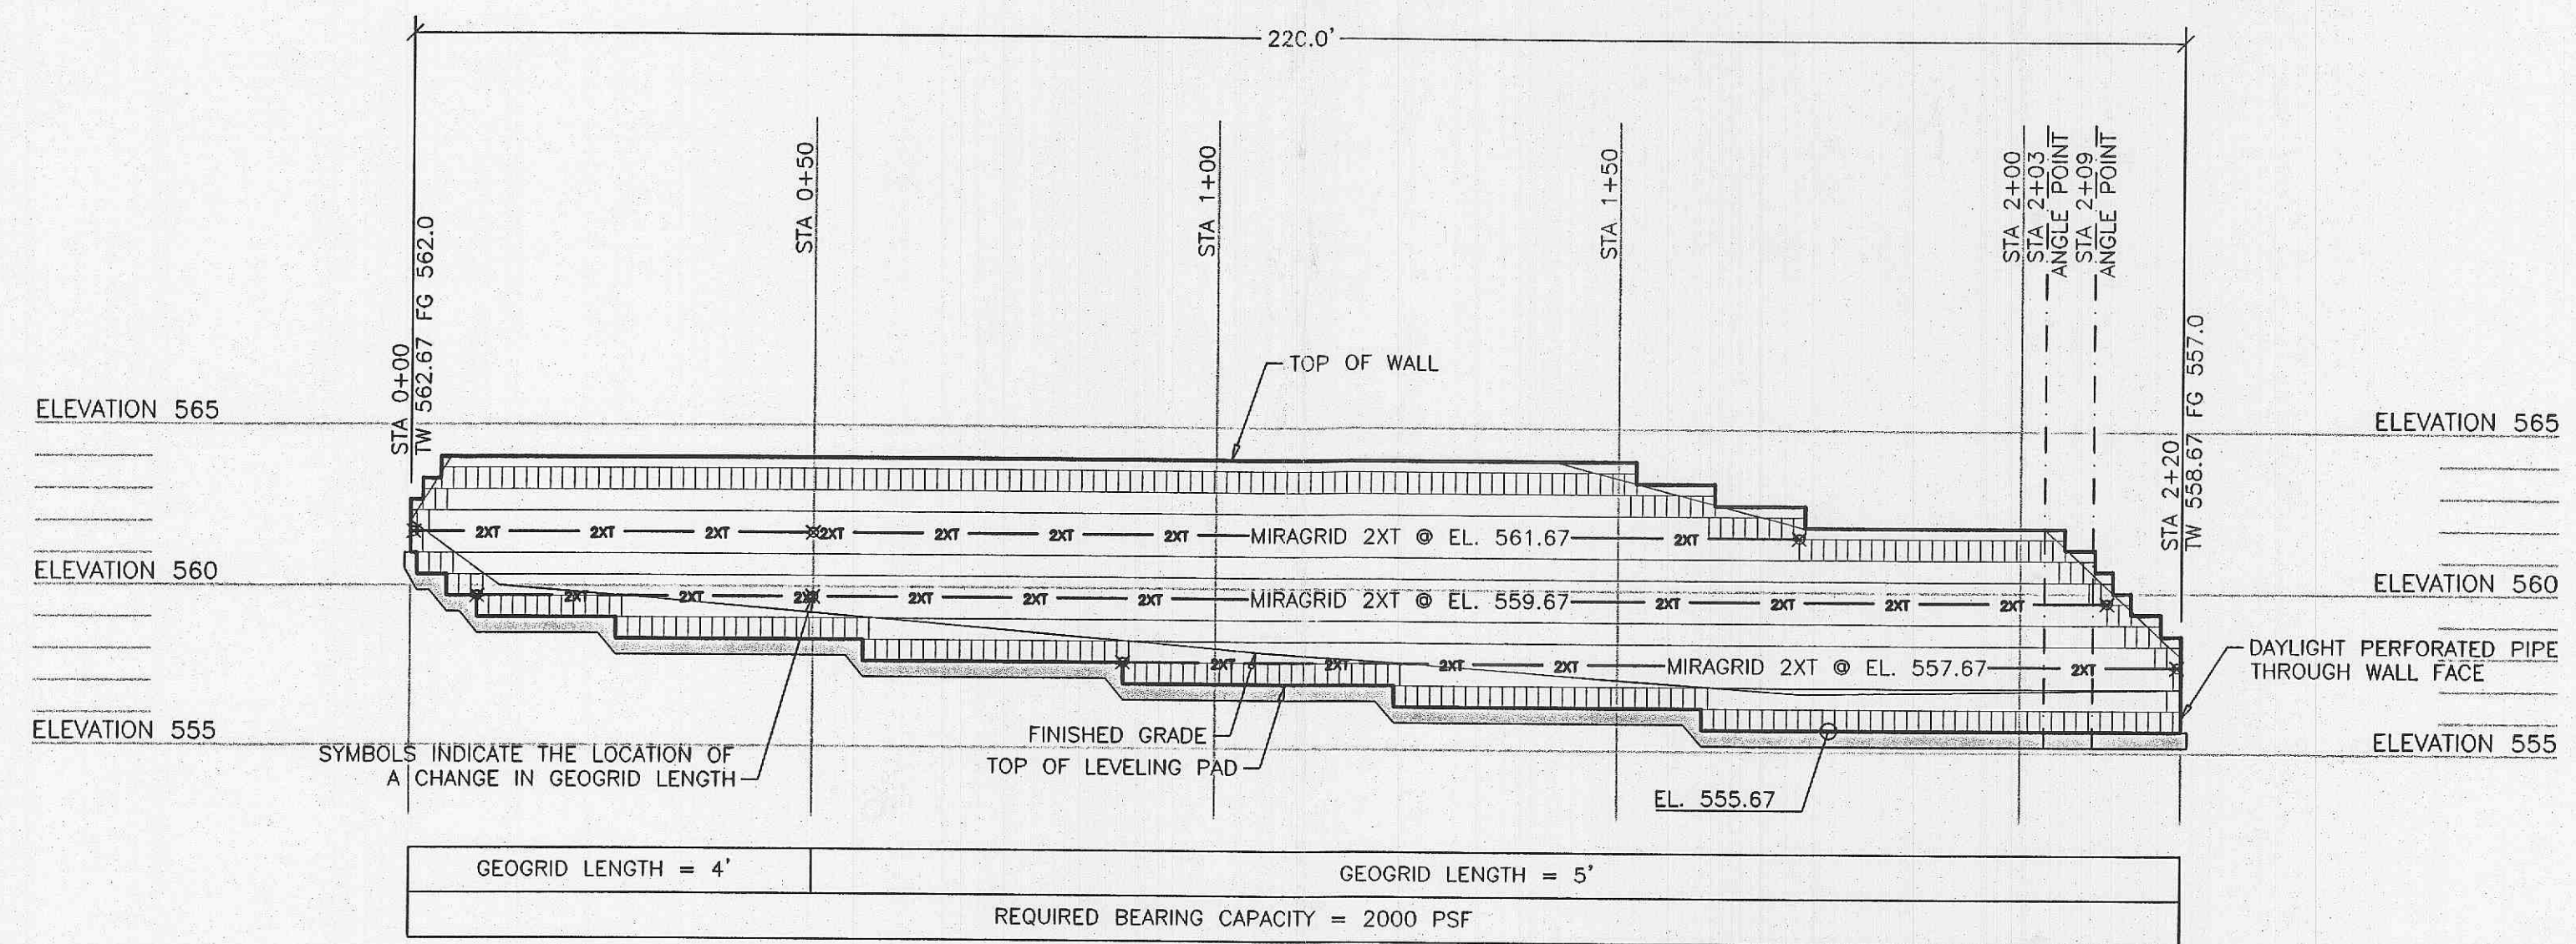 220.0'
STA 0+00
TW 562.67 FG 562.0
STA 0+50
STA 1+00
STA 1+50
STA 2+00
STA 2+03
ANGLE POINT
STA 2+09
ANGLE POINT
STA 2+20
TW 558.67 FG 557.0
TOP OF WALL
ELEVATION 565
ELEVATION 565
2XT 2XT 2XT 2XT 2XT 2XT 2XT MIRAGRID 2XT @ EL. 561.67 2XT
ELEVATION 560
ELEVATION 560
2XT 2XT 2XT 2XT 2XT 2XT MIRAGRID 2XT @ EL. 559.67 2XT 2XT 2XT 2XT
2XT 2XT 2XT 2XT MIRAGRID 2XT @ EL. 557.67 2XT
DAYLIGHT PERFORATED PIPE
THROUGH WALL FACE
ELEVATION 555
ELEVATION 555
SYMBOLS INDICATE THE LOCATION OF
A CHANGE IN GEOGRID LENGTH
FINISHED GRADE
TOP OF LEVELING PAD
EL. 555.67
GEOGRID LENGTH = 4'
GEOGRID LENGTH = 5'
REQUIRED BEARING CAPACITY = 2000 PSF